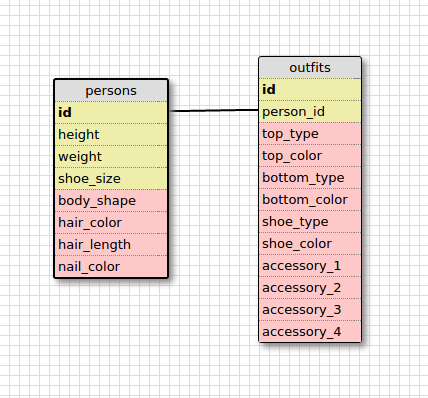 persons
id
height
weight
shoe_size
body_shape
hair_color
hair_length
nail_color
outfits
id
person_id
top_type
top_color
bottom_type
bottom_color
shoe_type
shoe_color
accessory_1
accessory_2
accessory_3
accessory_4